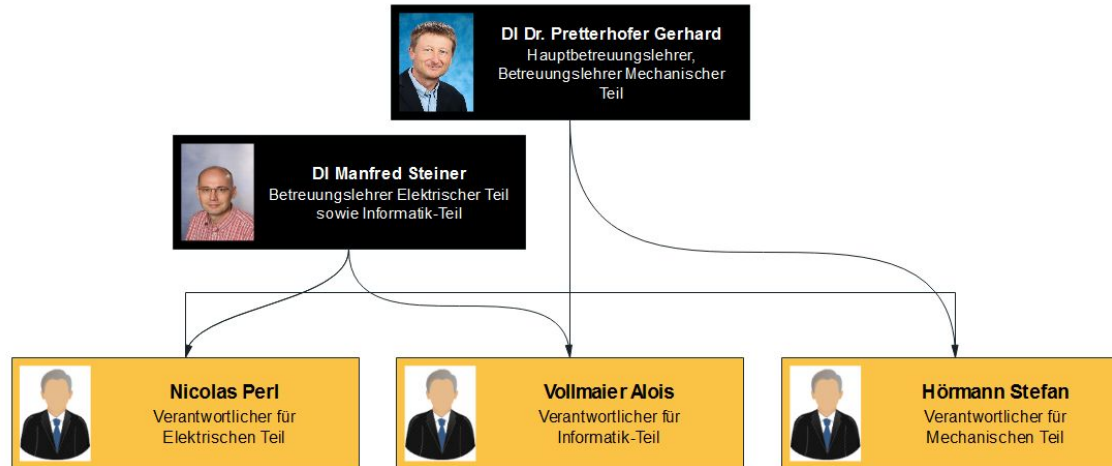 DI Dr. Pretterhofer Gerhard
Hauptbetreuungslehrer,
Betreuungslehrer Mechanischer
Teil
DI Manfred Steiner
Betreuungslehrer Elektrischer Teil
sowie Informatik-Teil
Nicolas Perl
Verantwortlicher für
Elektrischen Teil
Vollmaier Alois
Verantwortlicher für
Informatik-Teil
Hörmann Stefan
Verantwortlicher für
Mechanischen Teil